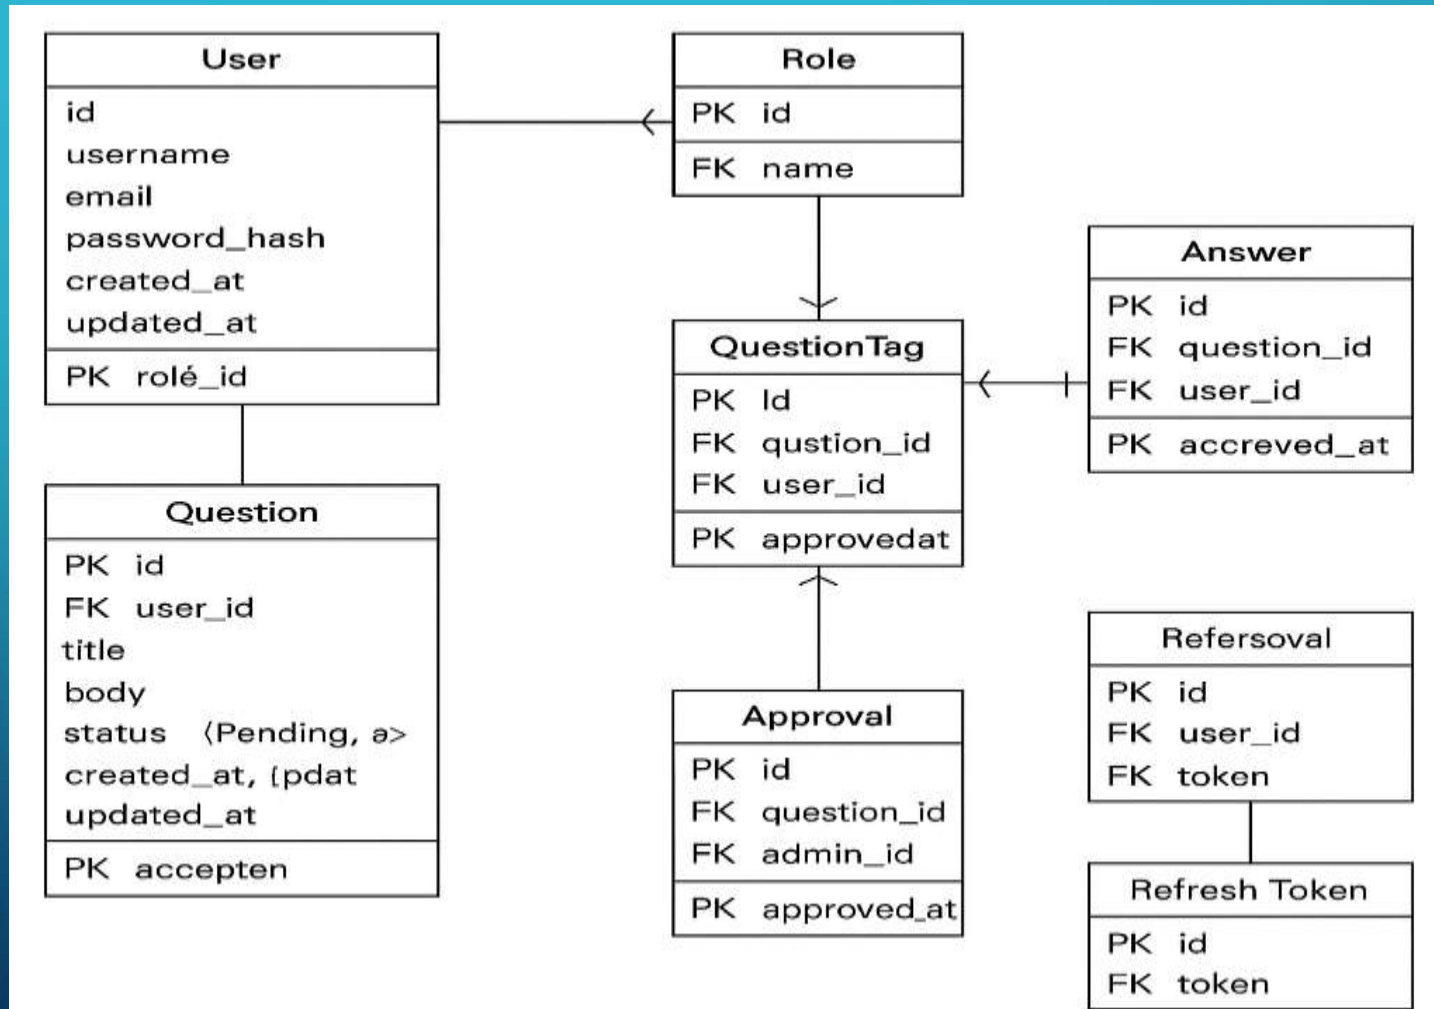 User
id
username
email
password_hash
created_at
updated_at
PK rolé_id
Question
PK id
FK user_id
title
body
status ⟨Pending, a>
created_at, [pdat
updated_at
PK accepten
Role
PK id
FK name
QuestionTag
PK Id
FK qustion_id
FK user_id
PK approvedat
Approval
PK id
FK question_id
FK admin_id
PK approved_at
Answer
PK id
FK question_id
FK user_id
PK accreved_at
Refersoval
PK id
FK user_id
FK token
Refresh Token
PK id
FK token